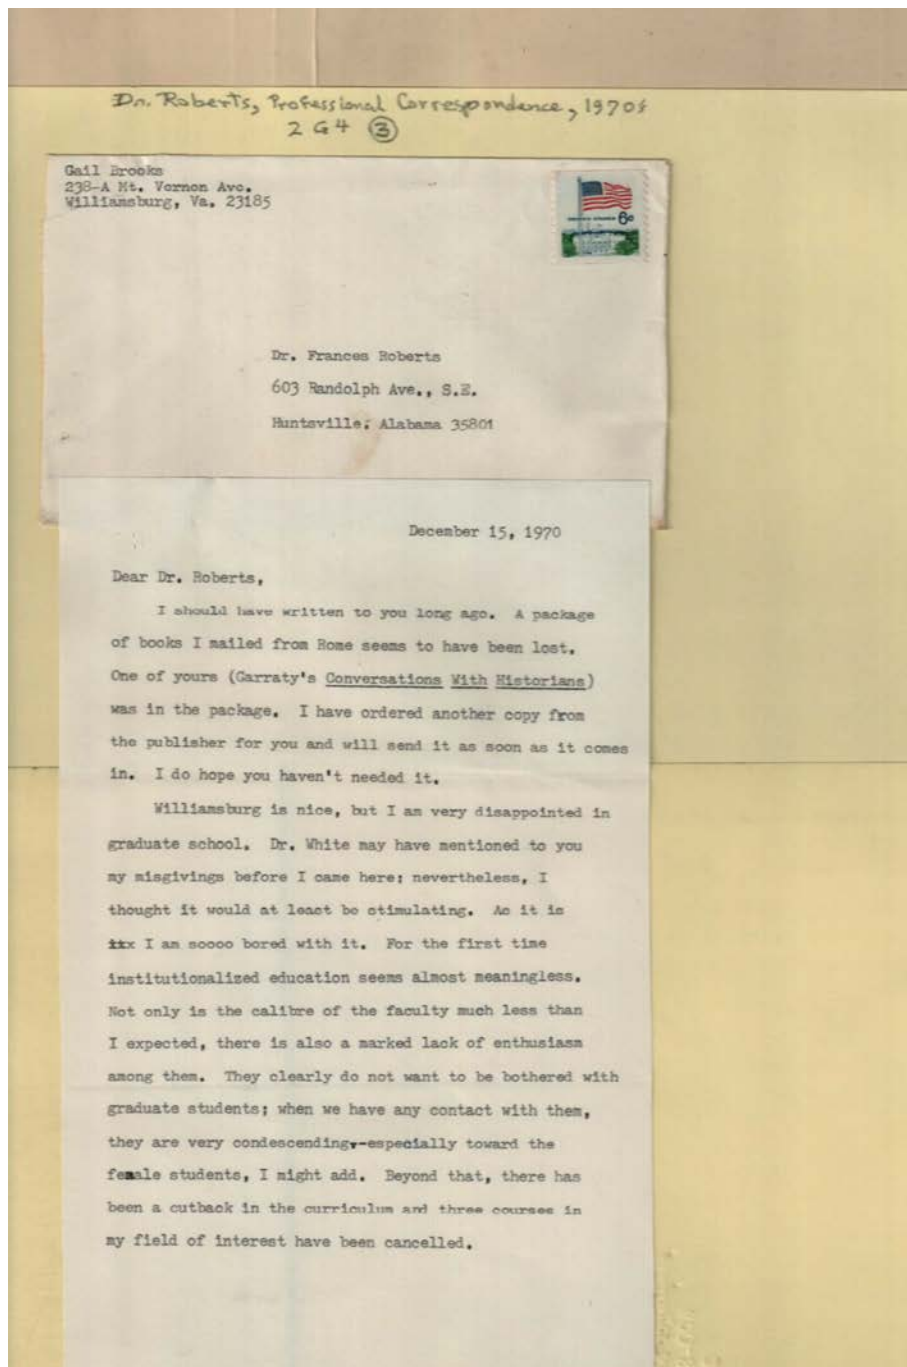 Dr. Roberts, Professional Correspondence, 1970s
2 G4 3
Gail Brooks
238-A Mt. Vernon Ave.
Williamsburg, Va. 23185
6c
Dr. Frances Roberts
603 Randolph Ave., S.E.
Huntsville, Alabama 35801
December 15, 1970
Dear Dr. Roberts,
I should have written to you long ago. A package
of books I mailed from Rome seems to have been lost.
One of yours (Garraty's Conversations With Historians)
was in the package. I have ordered another copy from
the publisher for you and will send it as soon as it comes
in. I do hope you haven't needed it.
Williamsburg is nice, but I am very disappointed in
graduate school. Dr. White may have mentioned to you
my misgivings before I came here; nevertheless, I
thought it would at least be stimulating. As it is
itx I am soooo bored with it. For the first time
institutionalized education seems almost meaningless.
Not only is the calibre of the faculty much less than
I expected, there is also a marked lack of enthusiasm
among them. They clearly do not want to be bothered with
graduate students; when we have any contact with them,
they are very condescending,-especially toward the
female students, I might add. Beyond that, there has
been a cutback in the curriculum and three courses in
my field of interest have been cancelled.